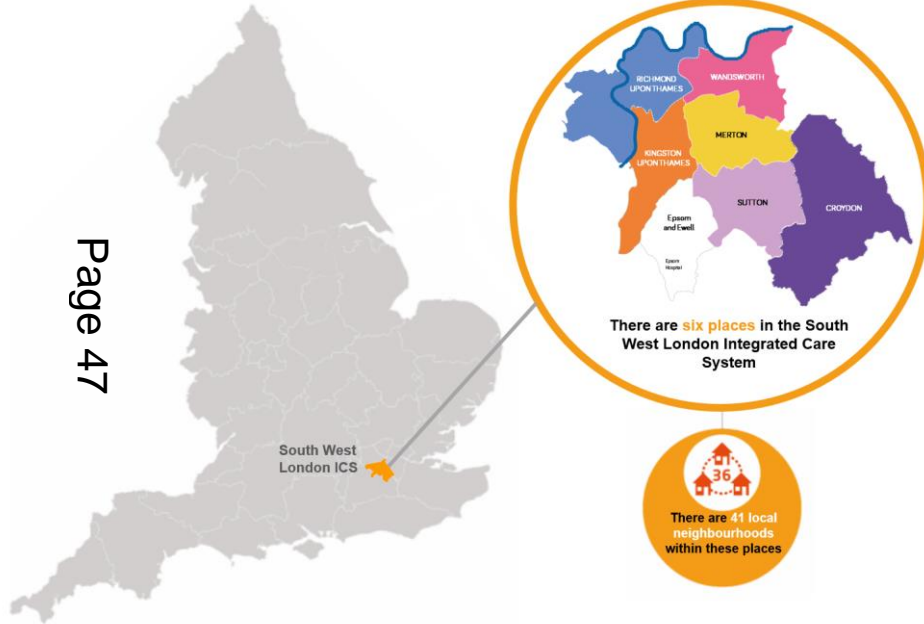 Page 47
South West
London ICS
RICHMOND
UPON THAMES
WANDSWORTH
KINGSTON
UPON THAMES
MERTON
SUTTON
CROYDON
Epsom
and Ewell
Epsom
Hospital
There are six places in the South
West London Integrated Care
System
36
There are 41 local
neighbourhoods
within these places